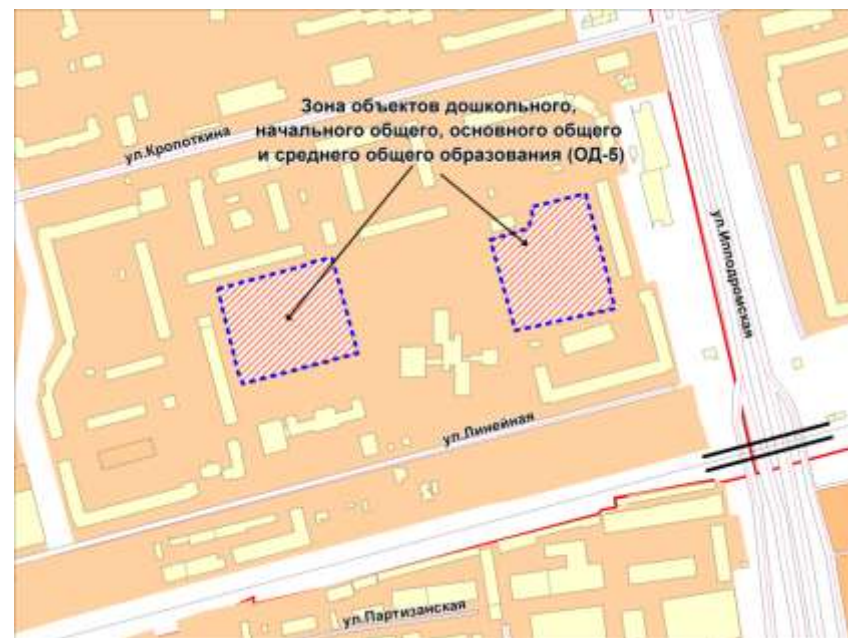 Зона объектов дошкольного,
начального общего, основного общего
и среднего общего образования (ОД-5)
ул.Кропоткина
ул.Ипподромская
ул.Линейная
ул.Партизанская